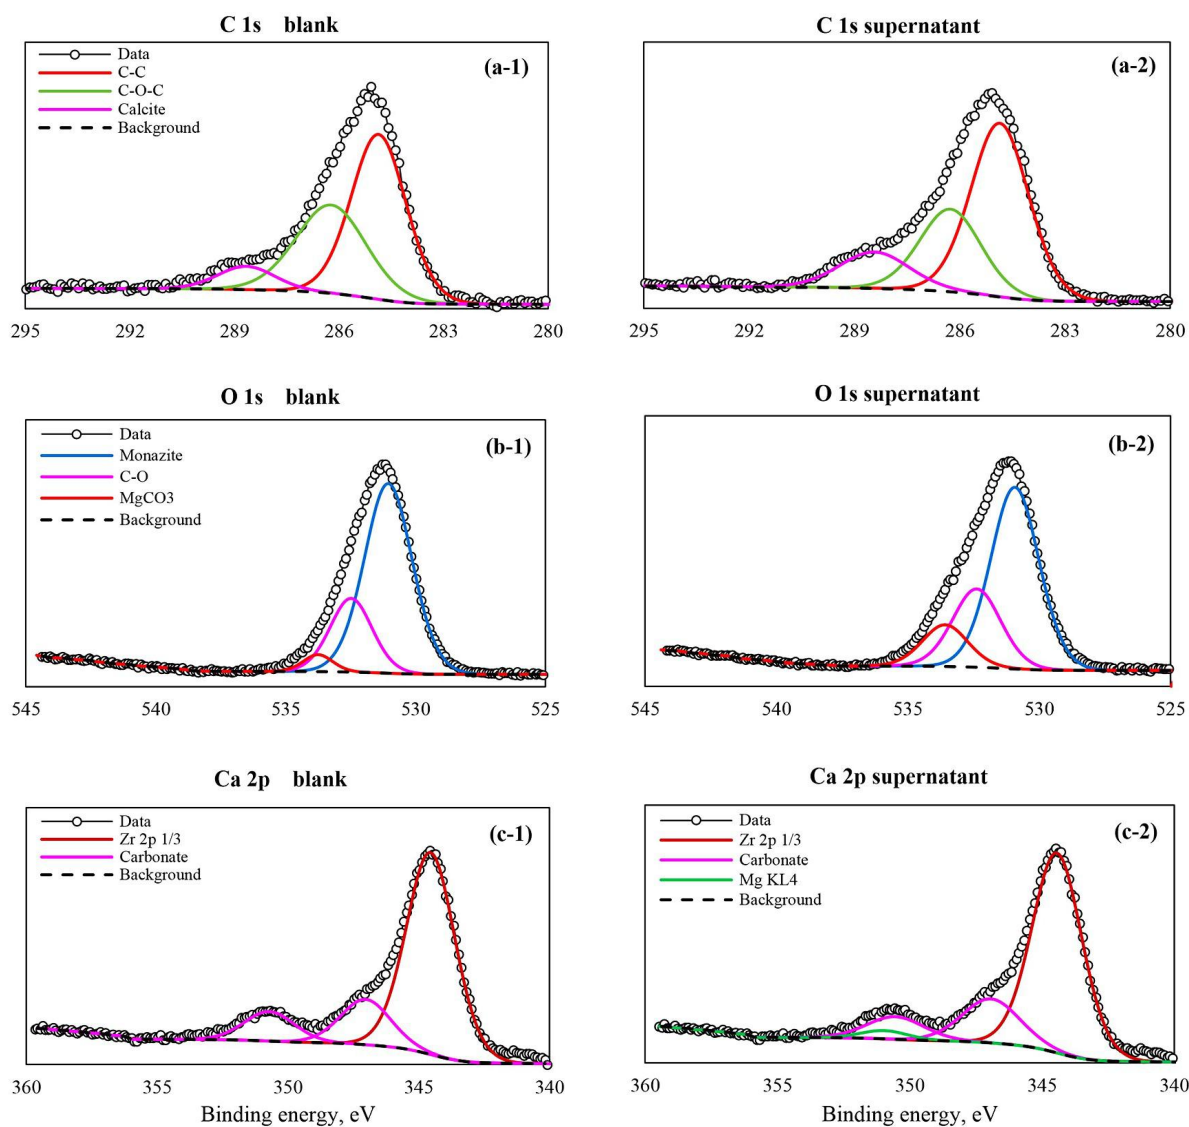 C 1s blank
C 1s supernatant
Data
C-C
C-O-C
Calcite
Background
(a-1)
(a-2)
295 292 289 286 283 280
295 292 289 286 283 280
O 1s blank
O 1s supernatant
Data
Monazite
C-O
MgCO3
Background
(b-1)
(b-2)
545 540 535 530 525
545 540 535 530 525
Ca 2p blank
Ca 2p supernatant
Data
Zr 2p 1/3
Carbonate
Background
(c-1)
Data
Zr 2p 1/3
Carbonate
Mg KL4
Background
(c-2)
360 355 350 345 340
360 355 350 345 340
Binding energy, eV
Binding energy, eV